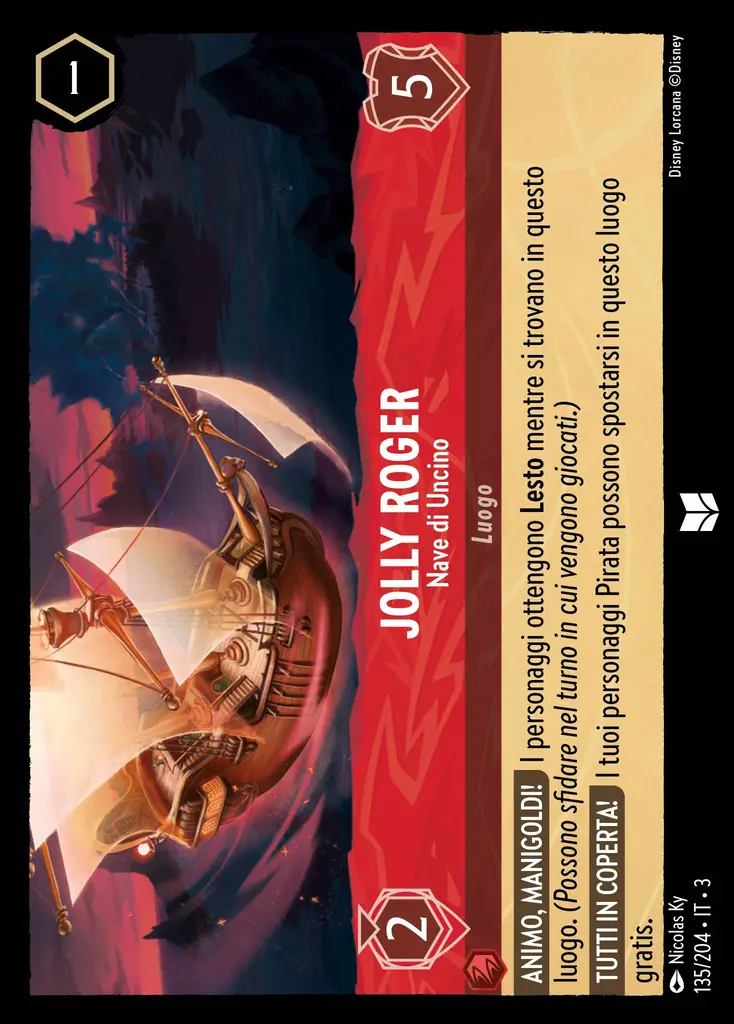 1
2
JOLLY ROGER
5
Nave di Uncino
Luogo
ANIMO, MANIGOLDI! I personaggi ottengono Lesto mentre si trovano in questo
luogo. (Possono sfidare nel turno in cui vengono giocati.)
TUTTI IN COPERTA! I tuoi personaggi Pirata possono spostarsi in questo luogo
gratis.
Nicolas Ky
135/204 • IT • 3
Disney Lorcana ©Disney